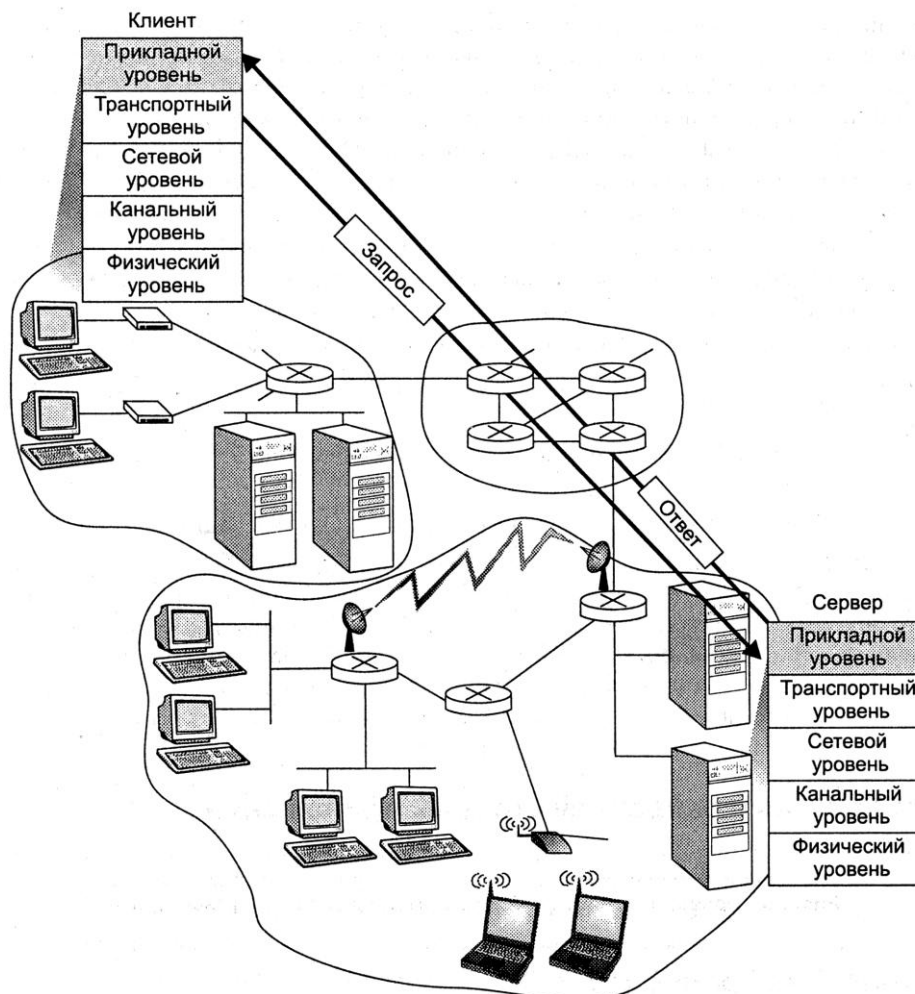 Клиент
Прикладной
уровень
Транспортный
уровень
Сетевой
уровень
Канальный
уровень
Физический
уровень
Запрос
Ответ
Сервер
Прикладной
уровень
Транспортный
уровень
Сетевой
уровень
Канальный
уровень
Физический
уровень